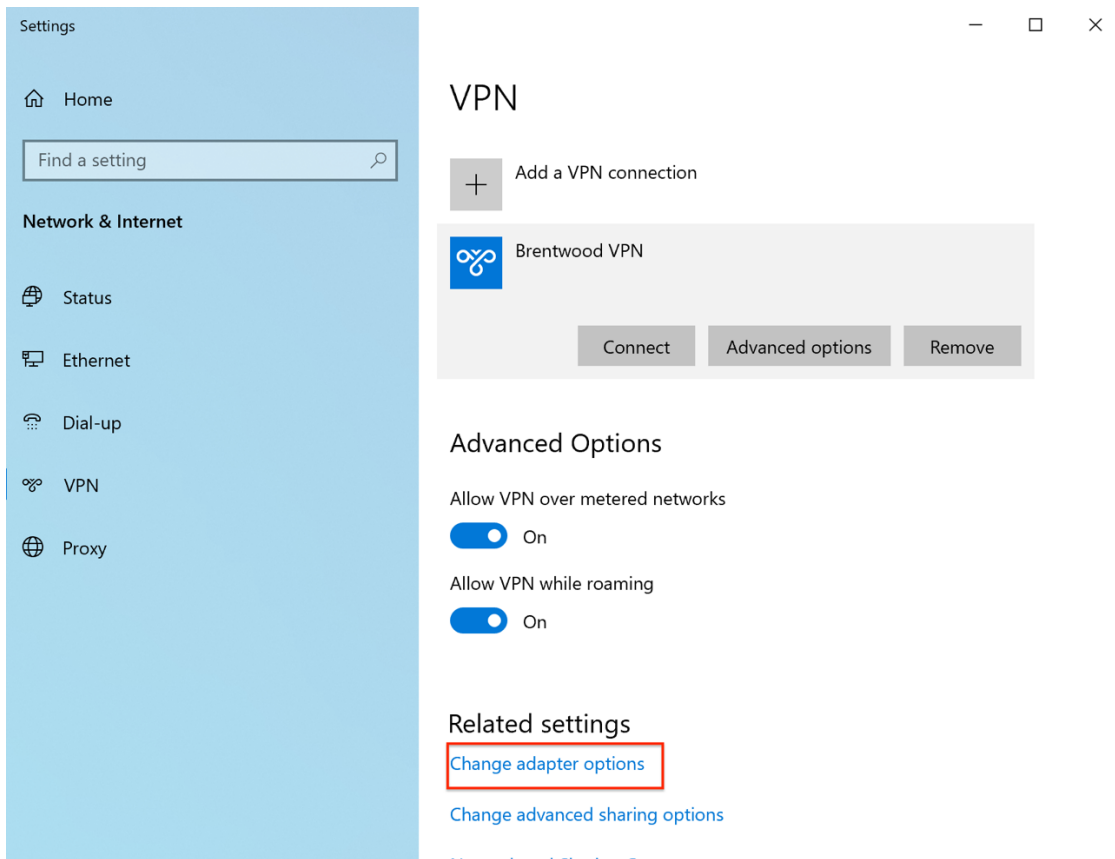 Settings
Home
Find a setting
Network & Internet
Status
Ethernet
Dial-up
VPN
Proxy
VPN
Add a VPN connection
Brentwood VPN
Connect Advanced options Remove
Advanced Options
Allow VPN over metered networks
On
Allow VPN while roaming
On
Related settings
Change adapter options
Change advanced sharing options